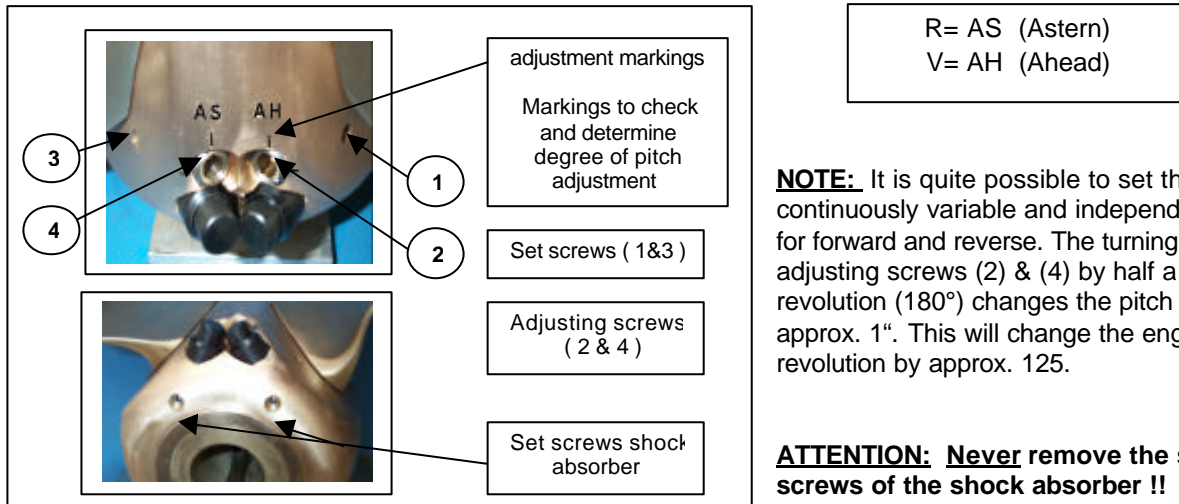 adjustment markings
Markings to check
and determine
degree of pitch
adjustment
AS AH
3
1
4
2
Set screws ( 1&3 )
Adjusting screws
( 2 & 4 )
Set screws shock
absorber
R= AS (Astern)
V= AH (Ahead)
NOTE: It is quite possible to set
continuously variable and
for forward and reverse. The turning
adjusting screws (2) & (4) by half a
revolution (180°) changes the pitch
approx. 1“. This will change the
revolution by approx. 125.
ATTENTION: Never remove the
screws of the shock absorber !!